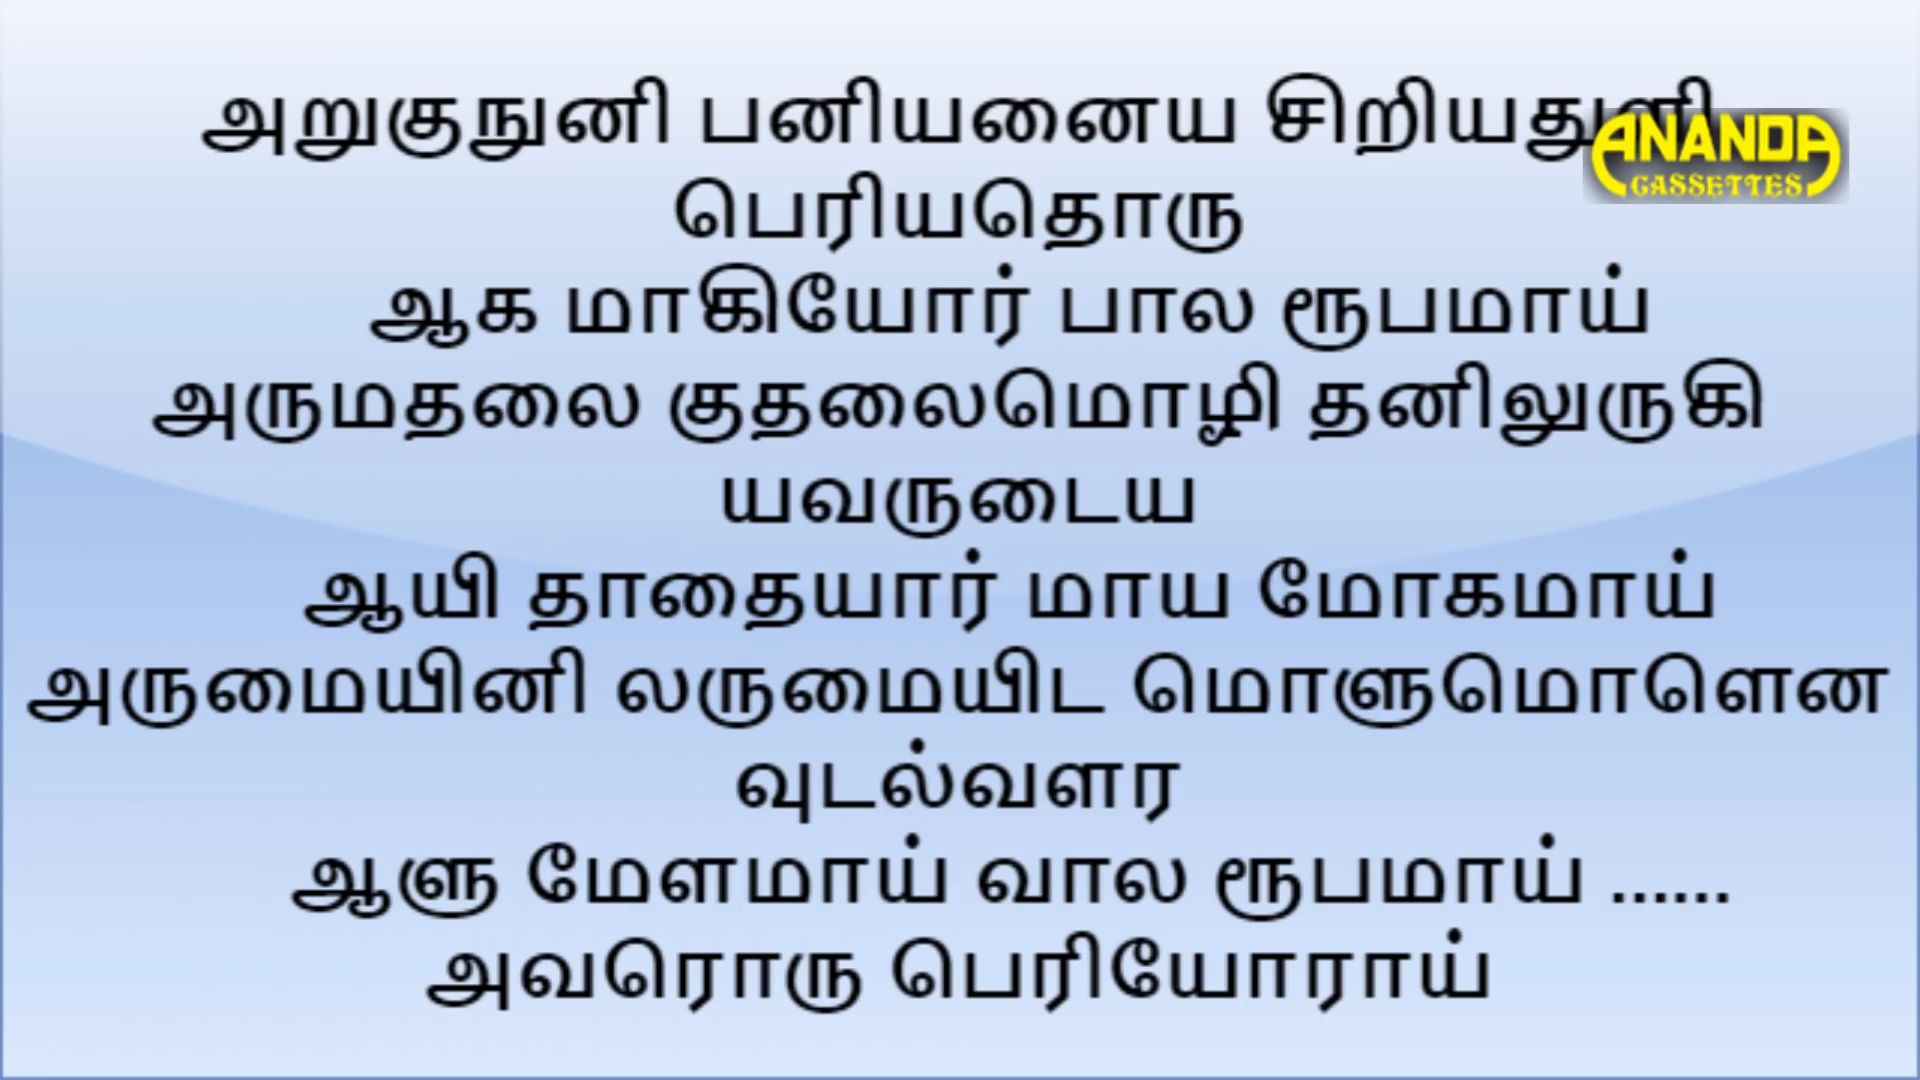 அறுகுநுனி பனியனைய சிறியதுளி
பெரியதொரு
ஆக மாகியோர் பால ரூபமாய்
அருமதலை குதலைமொழி தனிலுருகி
யவருடைய
ஆயி தாதையார் மாய மோகமாய்
அருமையினி லருமையிட மொளுமொளென
வுடல்வளர
ஆளு மேளமாய் வால ரூபமாய் ......
அவரொரு பெரியோராய்
ANANDA
CASSETTES